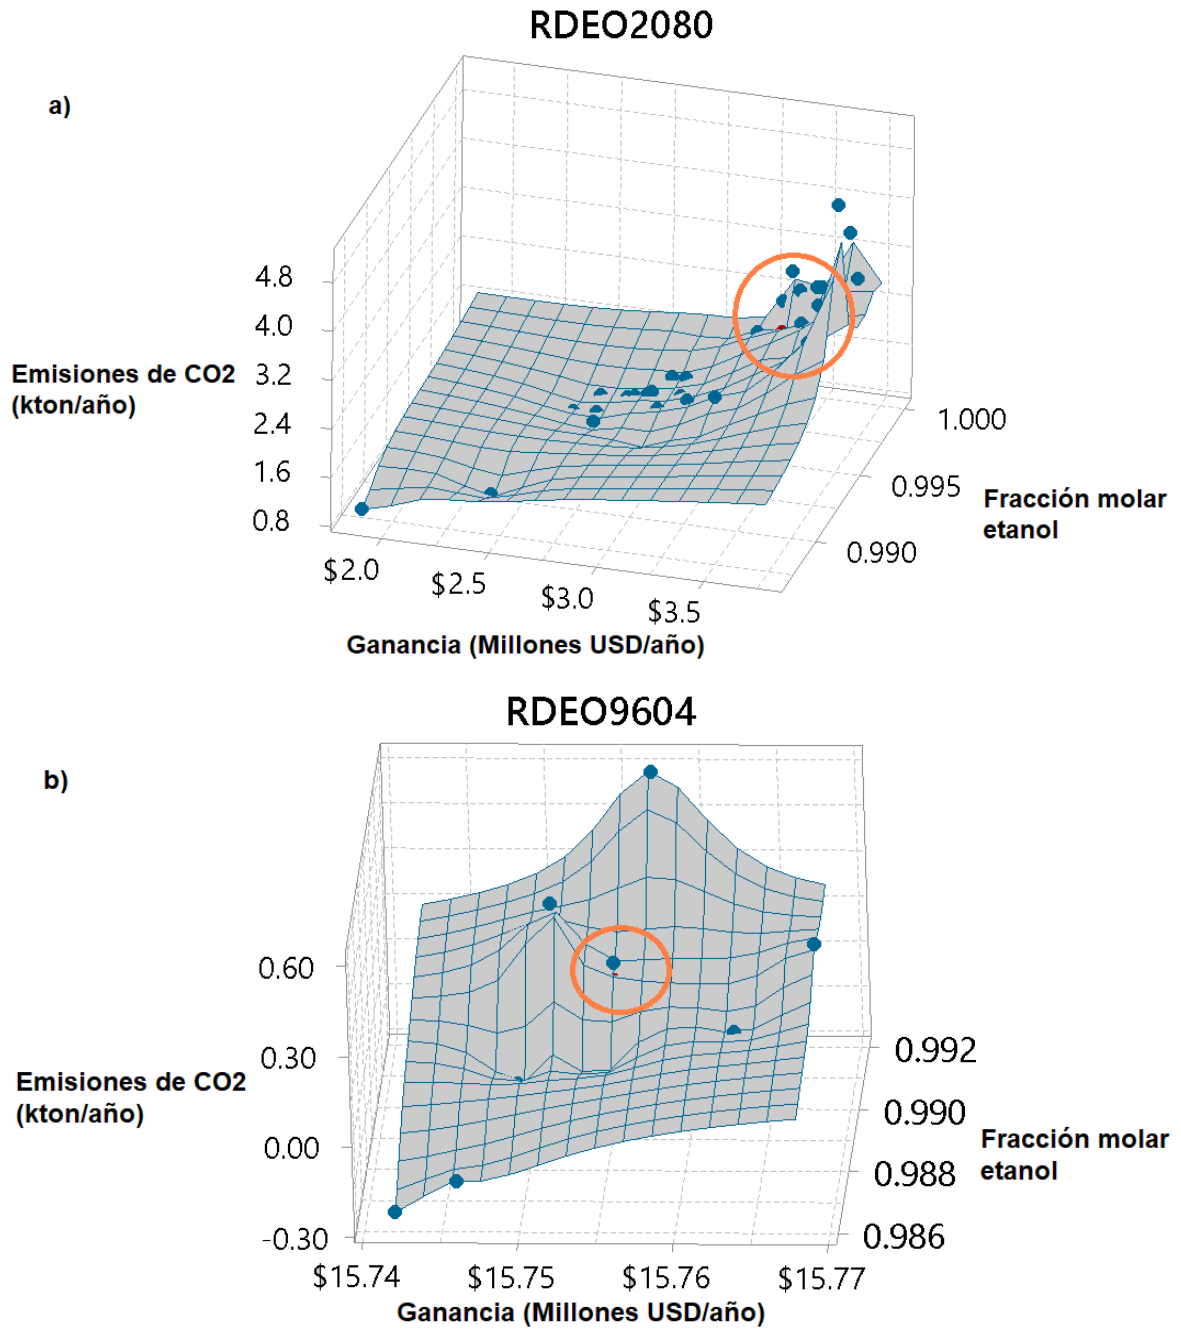 RDEO2080
a)
4.8
4.0
3.2
2.4
1.6
0.8
Emisiones de CO2
(kton/año)
$2.0
$2.5
$3.0
$3.5
Ganancia (Millones USD/año)
1.000
0.995
0.990
Fracción molar
etanol
RDEO9604
b)
0.60
0.30
0.00
-0.30
Emisiones de CO2
(kton/año)
$15.74
$15.75
$15.76
$15.77
Ganancia (Millones USD/año)
0.992
0.990
0.988
0.986
Fracción molar
etanol